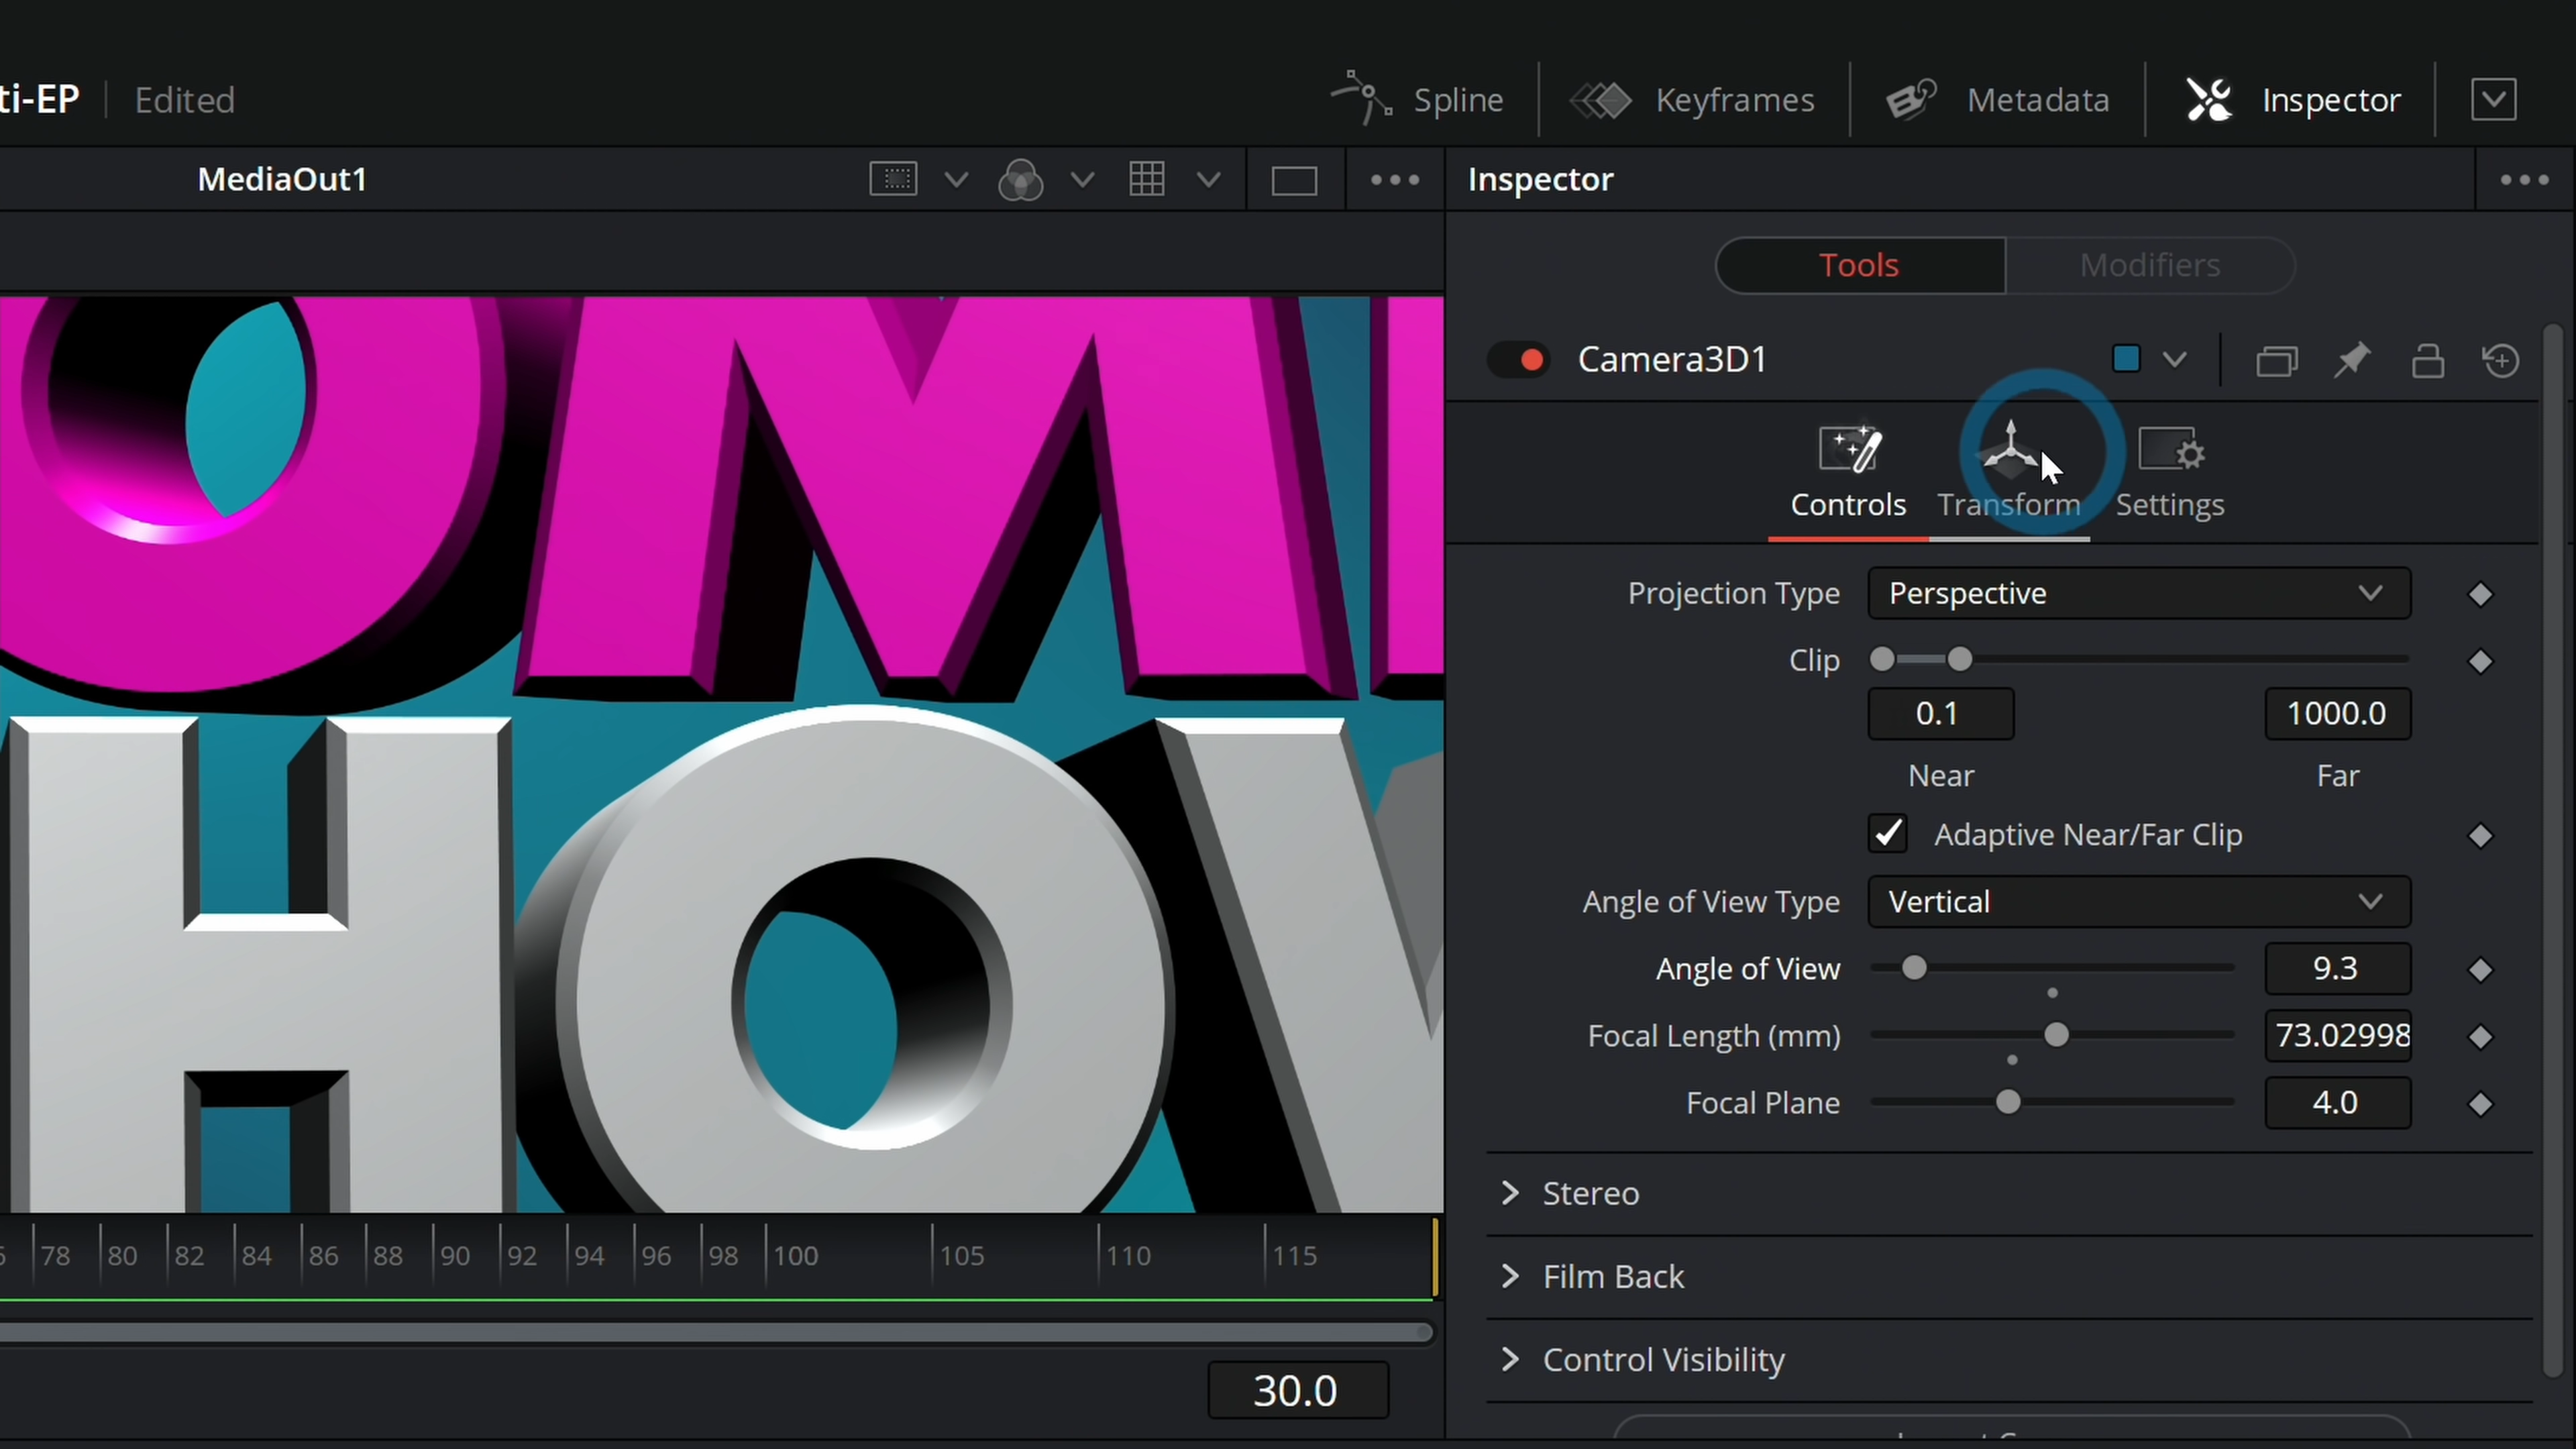 ti-EP Edited Spline Keyframes Metadata Inspector
MediaOut1
Inspector
Tools Modifiers
Camera3D1
Controls Transform Settings
Projection Type Perspective
Clip
0.1 1000.0
Near Far
Adaptive Near/Far Clip
Angle of View Type Vertical
Angle of View 9.3
Focal Length (mm) 73.02998
Focal Plane 4.0
Stereo
Film Back
Control Visibility
OM
HOV
78 80 82 84 86 88 90 92 94 96 98 100 105 110 115
30.0